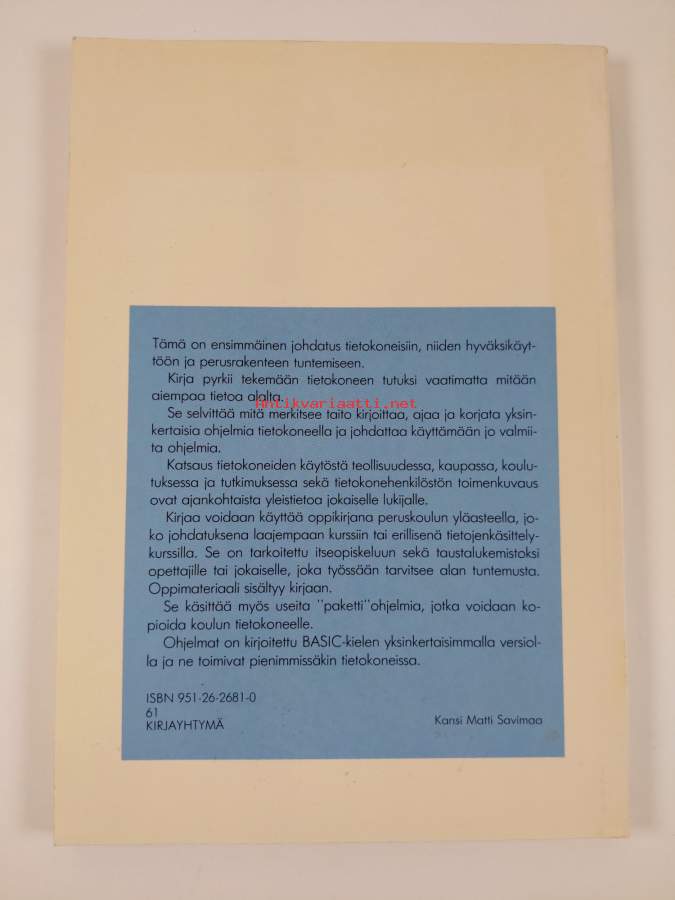 Tämä on ensimmäinen johdatus tietokoneisiin, niiden hyväksikäyt-
töön ja perusrakenteen tuntemiseen.
Kirja pyrkii tekemään tietokoneen tutuksi vaatimatta mitään
aiempaa tietoa alalta.
Antikvariaatti.net
Se selvittää mitä merkitsee taito kirjoittaa, ajaa ja korjata yksin-
kertaisia ohjelmia tietokoneella ja johdattaa käyttämään jo valmii-
ta ohjelmia.
Katsaus tietokoneiden käytöstä teollisuudessa, kaupassa, koulu-
tuksessa ja tutkimuksessa sekä tietokonehenkilöstön toimenkuvaus
ovat ajankohtaista yleistietoa jokaiselle lukijalle.
Kirjaa voidaan käyttää oppikirjana peruskoulun yläasteella, jo-
ko johdatuksena laajempaan kurssiin tai erillisenä tietojenkäsittely-
kurssilla. Se on tarkoitettu itseopiskeluun sekä taustalukemistoksi
opettajille tai jokaiselle, joka työssään tarvitsee alan tuntemusta.
Oppimateriaali sisältyy kirjaan.
Se käsittää myös useita "paketti"ohjelmia, jotka voidaan ko-
pioida koulun tietokoneelle.
Ohjelmat on kirjoitettu BASIC-kielen yksinkertaisimmalla versiol-
la ja ne toimivat pienimmissäkin tietokoneissa.
ISBN 951-26-2681-0
61
KIRJAYHTYMÄ
Kansi Matti Savimaa